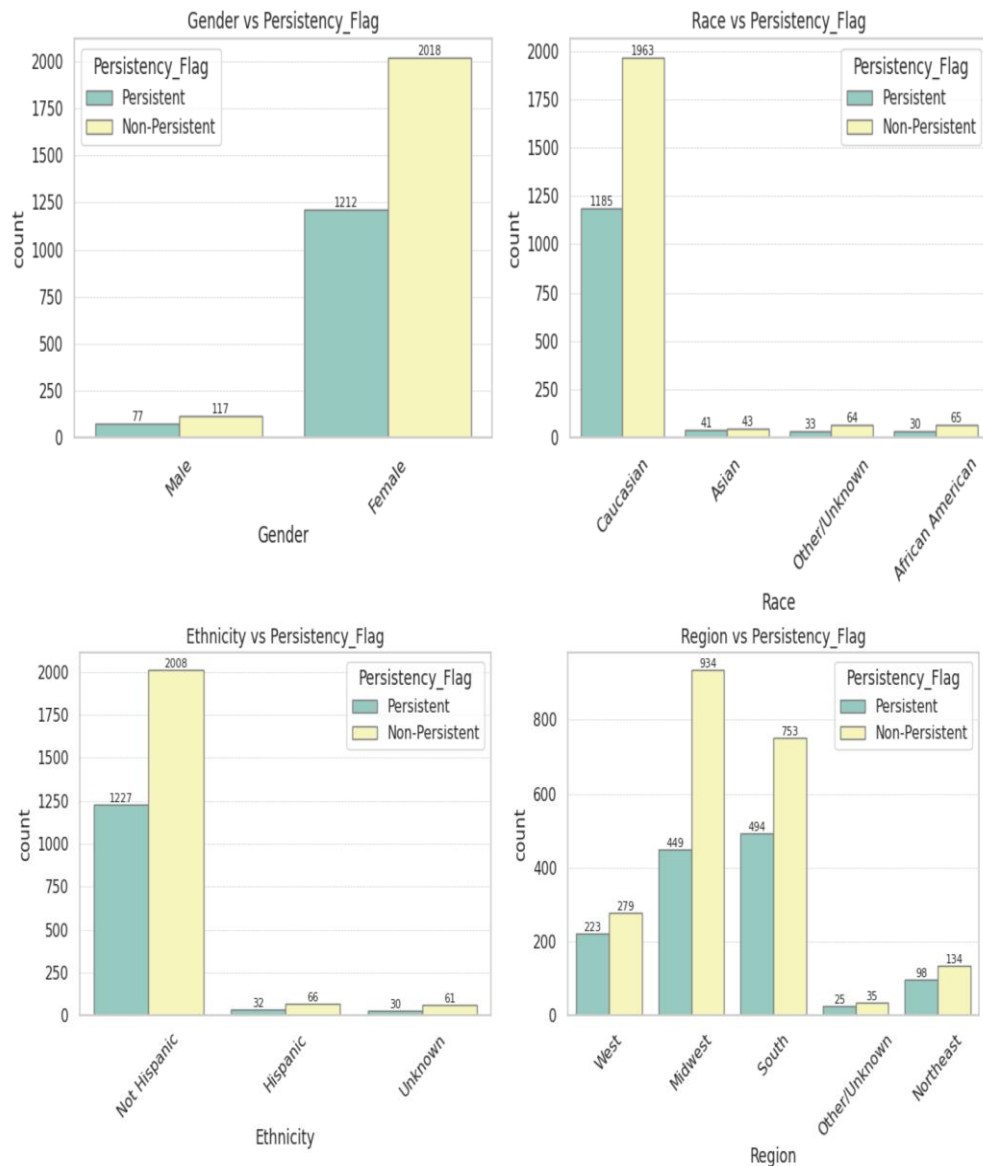 Gender vs Persistency_Flag
2000
1750
1500
1250
1000
750
500
250
0
count
Persistency_Flag
Persistent
Non-Persistent
77
117
1212
2018
Male
Female
Gender
Race vs Persistency_Flag
2000
1750
1500
1250
1000
750
500
250
0
count
Persistency_Flag
Persistent
Non-Persistent
1185
1963
41
43
33
64
30
65
Caucasian
Asian
Other/Unknown
African American
Race
Ethnicity vs Persistency_Flag
2000
1750
1500
1250
1000
750
500
250
0
count
Persistency_Flag
Persistent
Non-Persistent
1227
2008
32
66
30
61
Not Hispanic
Hispanic
Unknown
Ethnicity
Region vs Persistency_Flag
800
600
400
200
0
count
Persistency_Flag
Persistent
Non-Persistent
223
279
449
934
494
753
25
35
98
134
West
Midwest
South
Other/Unknown
Northeast
Region